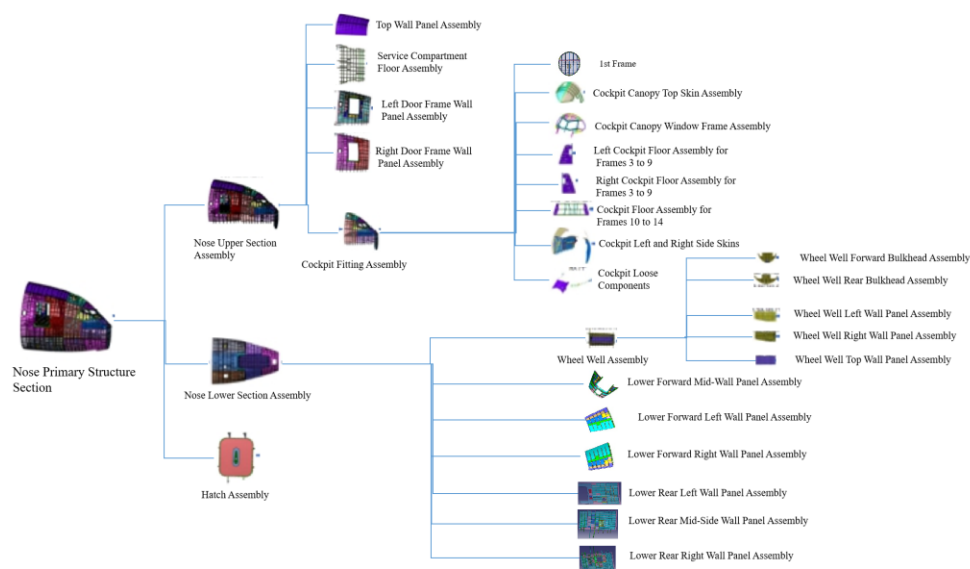 Top Wall Panel Assembly
Service Compartment
Floor Assembly
Left Door Frame Wall
Panel Assembly
Right Door Frame Wall
Panel Assembly
Nose Upper Section
Assembly
Cockpit Fitting Assembly
1st Frame
Cockpit Canopy Top Skin Assembly
Cockpit Canopy Window Frame Assembly
Left Cockpit Floor Assembly for
Frames 3 to 9
Right Cockpit Floor Assembly for
Frames 3 to 9
Cockpit Floor Assembly for
Frames 10 to 14
Cockpit Left and Right Side Skins
Cockpit Loose
Components
Wheel Well Forward Bulkhead Assembly
Wheel Well Rear Bulkhead Assembly
Wheel Well Left Wall Panel Assembly
Wheel Well Right Wall Panel Assembly
Wheel Well Top Wall Panel Assembly
Nose Primary Structure
Section
Nose Lower Section Assembly
Wheel Well Assembly
Lower Forward Mid-Wall Panel Assembly
Lower Forward Left Wall Panel Assembly
Lower Forward Right Wall Panel Assembly
Lower Rear Left Wall Panel Assembly
Lower Rear Mid-Side Wall Panel Assembly
Lower Rear Right Wall Panel Assembly
Hatch Assembly